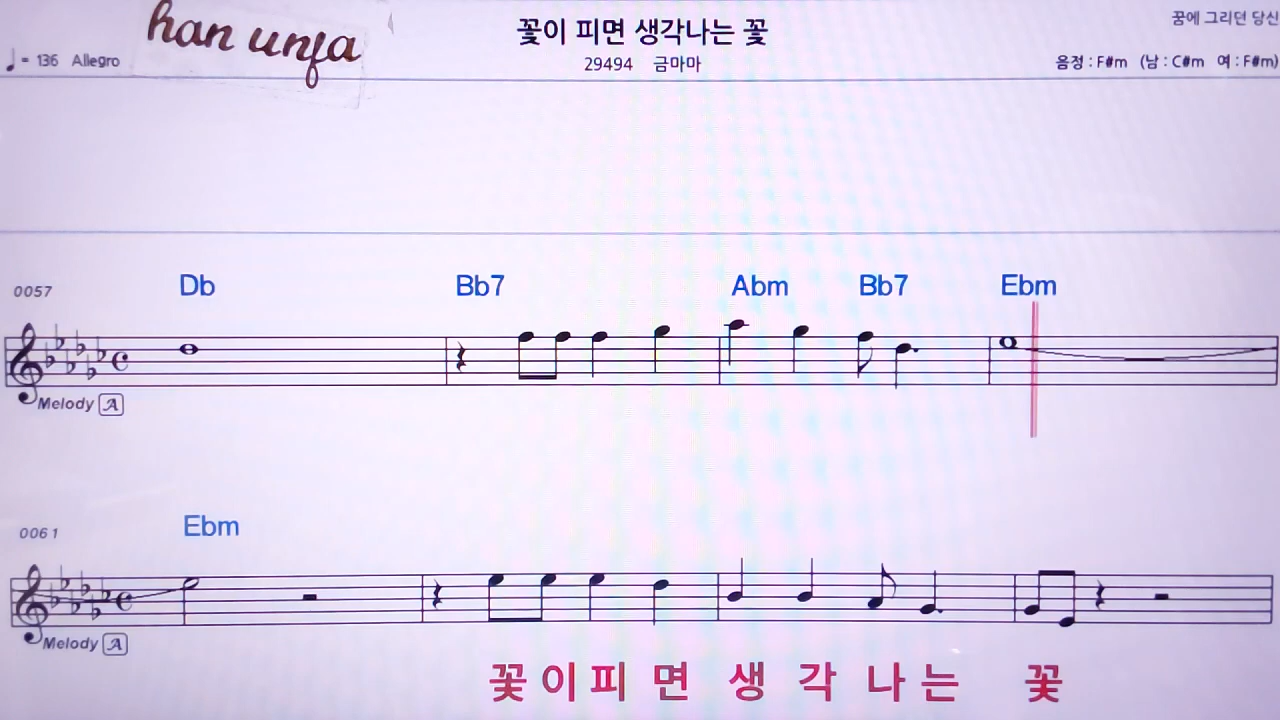 han unfa
꽃이 피면 생각나는 꽃
꿈에 그리던 당신
♩= 136 Allegro
29494 금마마
음정 : F#m (남 : C#m 여 : F#m)
0057 Db Bb7 Abm Bb7 Ebm
Melody A
0061 Ebm
Melody A
꽃 이 피 면 생 각 나 는 꽃